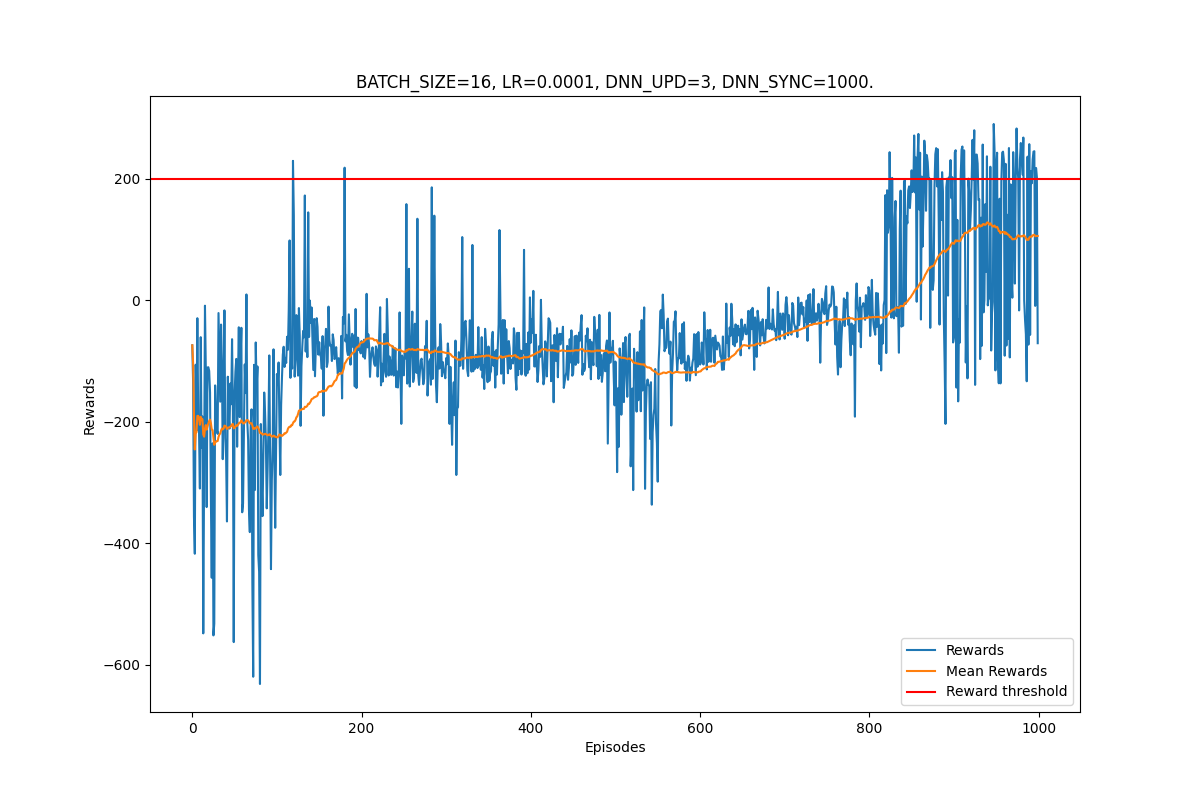 BATCH_SIZE=16, LR=0.0001, DNN_UPD=3, DNN_SYNC=1000.
Rewards
200
0
−200
−400
−600
0 200 400 600 800 1000
Episodes
Rewards
Mean Rewards
Reward threshold